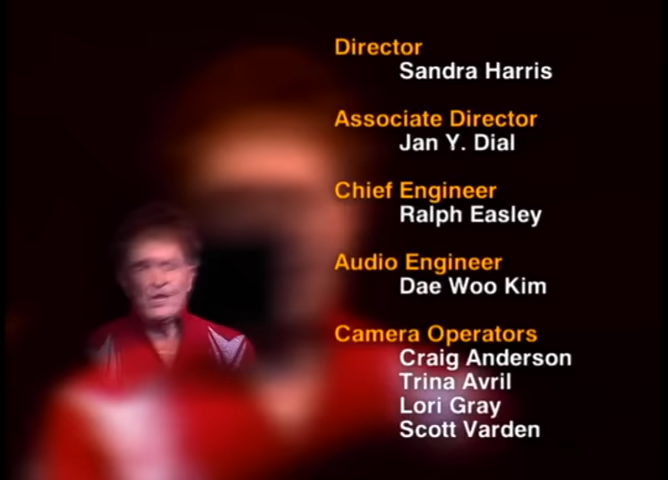 Director
Sandra Harris
Associate Director
Jan Y. Dial
Chief Engineer
Ralph Easley
Audio Engineer
Dae Woo Kim
Camera Operators
Craig Anderson
Trina Avril
Lori Gray
Scott Varden